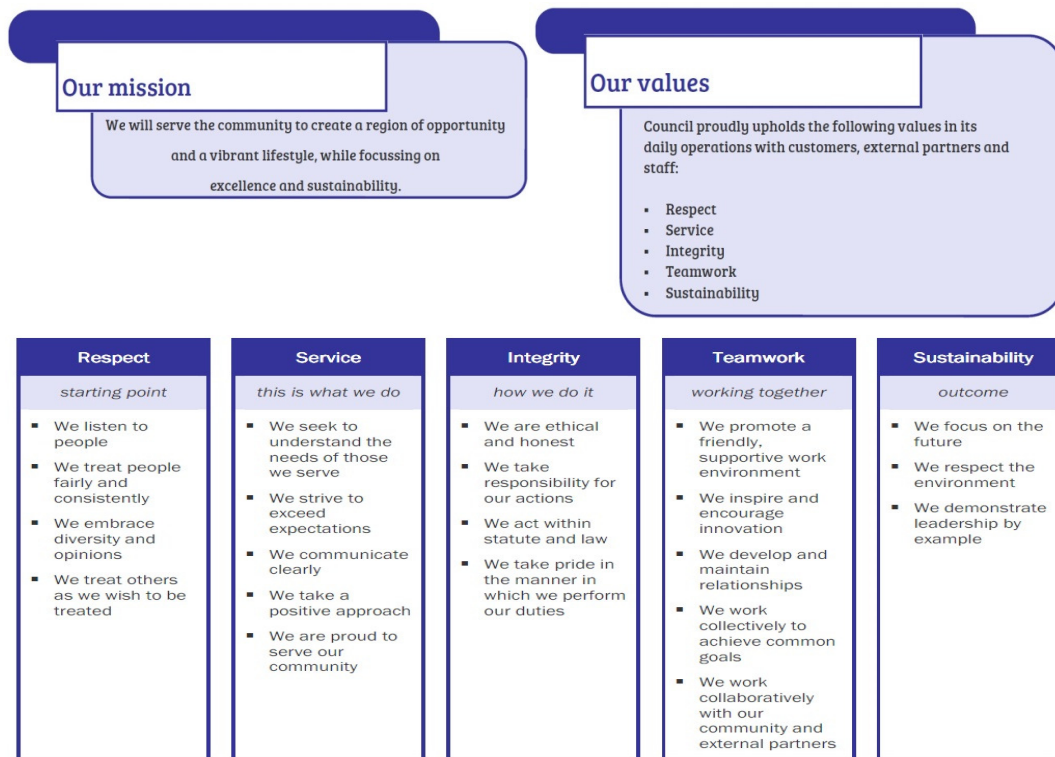 Our mission
We will serve the community to create a region of opportunity
and a vibrant lifestyle, while focussing on
excellence and sustainability.
Our values
Council proudly upholds the following values in its
daily operations with customers, external partners and
staff:
▪ Respect
▪ Service
▪ Integrity
▪ Teamwork
▪ Sustainability
Respect
starting point
▪ We listen to
people
▪ We treat people
fairly and
consistently
▪ We embrace
diversity and
opinions
▪ We treat others
as we wish to be
treated
Service
this is what we do
▪ We seek to
understand the
needs of those
we serve
▪ We strive to
exceed
expectations
▪ We communicate
clearly
▪ We take a
positive approach
▪ We are proud to
serve our
community
Integrity
how we do it
▪ We are ethical
and honest
▪ We take
responsibility for
our actions
▪ We act within
statute and law
▪ We take pride in
the manner in
which we perform
our duties
Teamwork
working together
▪ We promote a
friendly,
supportive work
environment
▪ We inspire and
encourage
innovation
▪ We develop and
maintain
relationships
▪ We work
collectively to
achieve common
goals
▪ We work
collaboratively
with our
community and
external partners
Sustainability
outcome
▪ We focus on the
future
▪ We respect the
environment
▪ We demonstrate
leadership by
example